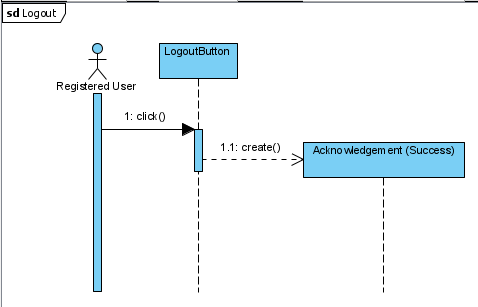 sd Logout
LogoutButton
Registered User
1: click()
1.1: create()
Acknowledgement (Success)